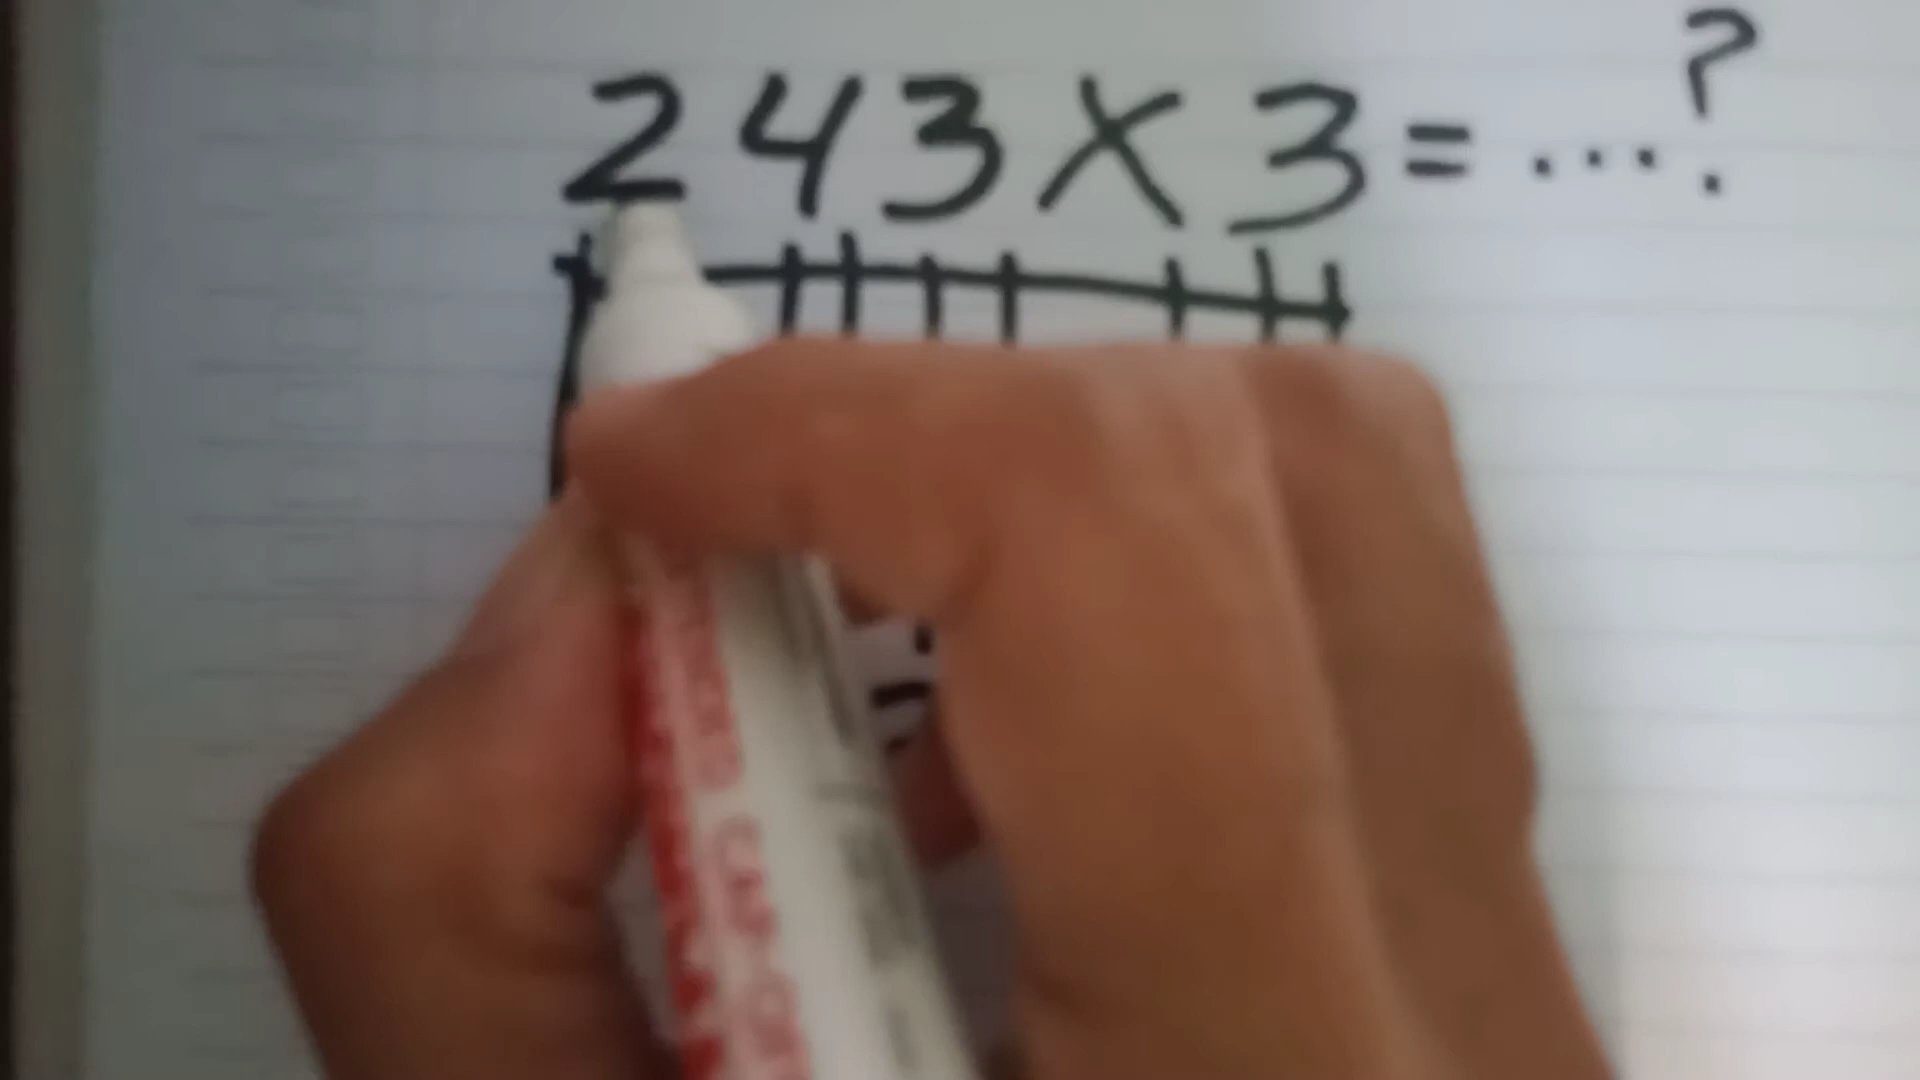 243 X 3 = ...?